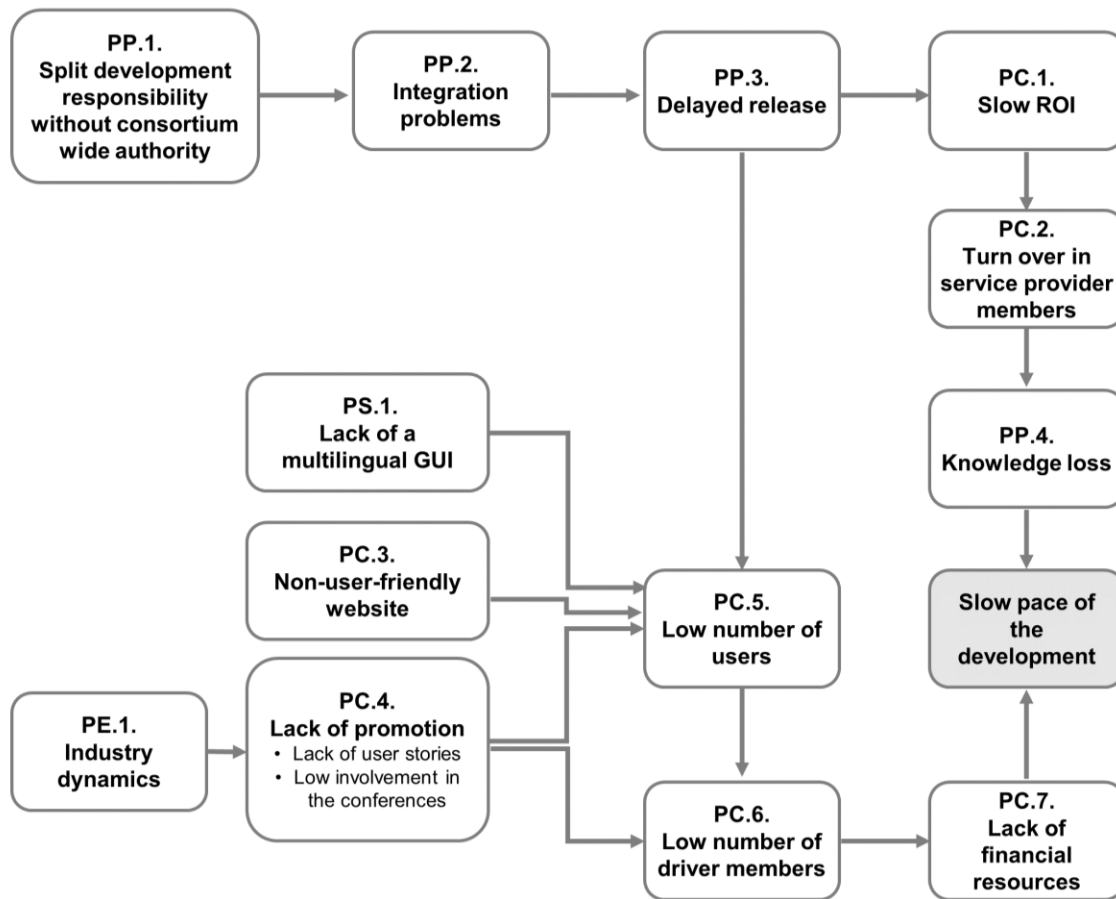 PP.1.
Split development
responsibility
without consortium
wide authority
PP.2.
Integration
problems
PP.3.
Delayed release
PC.1.
Slow ROI
PC.2.
Turn over in
service provider
members
PS.1.
Lack of a
multilingual GUI
PP.4.
Knowledge loss
PC.3.
Non-user-friendly
website
PC.5.
Low number of
users
Slow pace of
the
development
PE.1.
Industry
dynamics
PC.4.
Lack of promotion
• Lack of user stories
• Low involvement in
the conferences
PC.6.
Low number of
driver members
PC.7.
Lack of
financial
resources